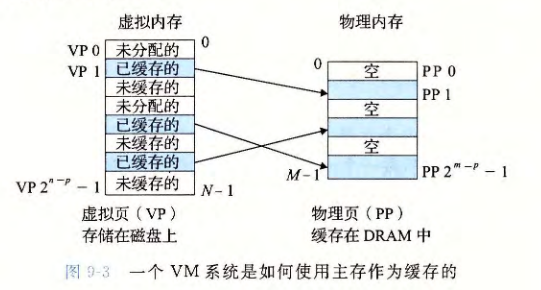 虚拟内存 物理内存
VP 0 未分配的 0
VP 1 已缓存的 0 空 PP 0
未缓存的 PP 1
未分配的 空
已缓存的
未缓存的 空
已缓存的 M-1 PP 2^{m-p} - 1
VP 2^{n-p} - 1 未缓存的 N-1
虚拟页（VP） 物理页（PP）
存储在磁盘上 缓存在 DRAM 中
图 9-3 一个 VM 系统是如何使用主存作为缓存的